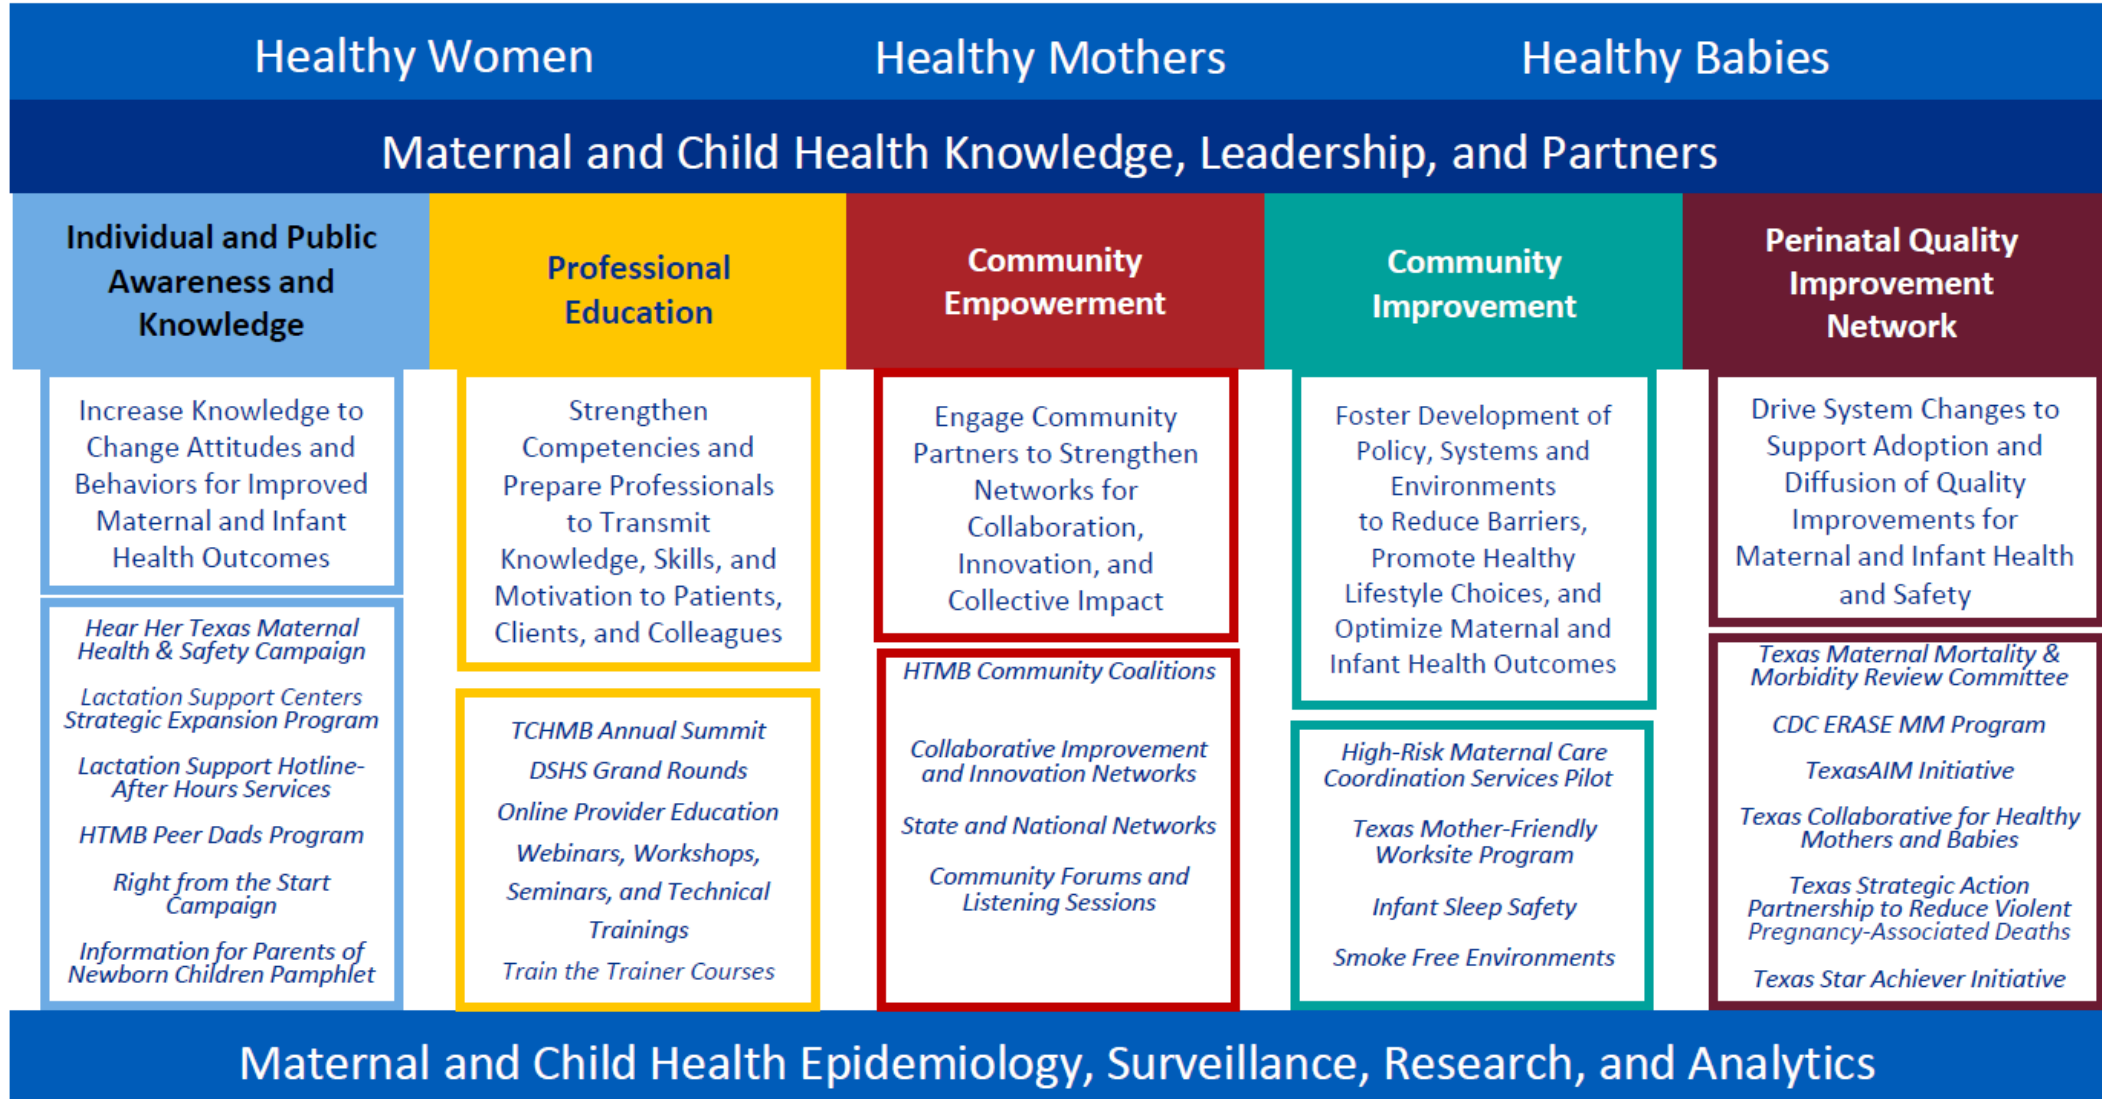 Healthy Women
Healthy Mothers
Healthy Babies
Maternal and Child Health Knowledge, Leadership, and Partners
Individual and Public
Awareness and
Knowledge
Increase Knowledge to
Change Attitudes and
Behaviors for Improved
Maternal and Infant
Health Outcomes
Hear Her Texas Maternal
Health & Safety Campaign
Lactation Support Centers
Strategic Expansion Program
Lactation Support Hotline-
After Hours Services
HTMB Peer Dads Program
Right from the Start
Campaign
Information for Parents of
Newborn Children Pamphlet
Professional
Education
Strengthen
Competencies and
Prepare Professionals
to Transmit
Knowledge, Skills, and
Motivation to Patients,
Clients, and Colleagues
TCHMB Annual Summit
DSHS Grand Rounds
Online Provider Education
Webinars, Workshops,
Seminars, and Technical
Trainings
Train the Trainer Courses
Community
Empowerment
Engage Community
Partners to Strengthen
Networks for
Collaboration,
Innovation, and
Collective Impact
HTMB Community Coalitions
Collaborative Improvement
and Innovation Networks
State and National Networks
Community Forums and
Listening Sessions
Community
Improvement
Foster Development of
Policy, Systems and
Environments
to Reduce Barriers,
Promote Healthy
Lifestyle Choices, and
Optimize Maternal and
Infant Health Outcomes
High-Risk Maternal Care
Coordination Services Pilot
Texas Mother-Friendly
Worksite Program
Infant Sleep Safety
Smoke Free Environments
Perinatal Quality
Improvement
Network
Drive System Changes to
Support Adoption and
Diffusion of Quality
Improvements for
Maternal and Infant Health
and Safety
Texas Maternal Mortality &
Morbidity Review Committee
CDC ERASE MM Program
TexasAIM Initiative
Texas Collaborative for Healthy
Mothers and Babies
Texas Strategic Action
Partnership to Reduce Violent
Pregnancy-Associated Deaths
Texas Star Achiever Initiative
Maternal and Child Health Epidemiology, Surveillance, Research, and Analytics